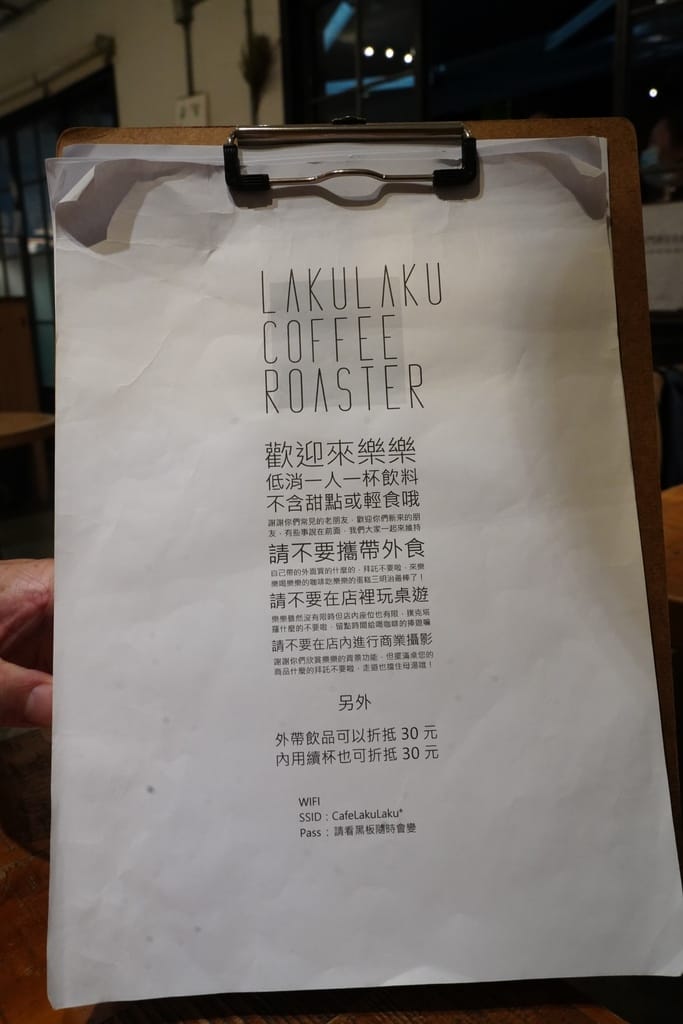 LAKULAKU
COFFEE
ROASTER
歡迎來樂樂
低消一人一杯飲料
不含甜點或輕食哦
謝謝你們常見的老朋友，歡迎你們新來的朋
友，有些事說在前面，我們大家一起來維持
請不要攜帶外食
自己帶的外面買的什麼的，拜託不要啦，來樂
樂喝樂樂的咖啡吃樂樂的蛋糕三明治最棒了！
請不要在店裡玩桌遊
樂樂雖然沒有限時但店內座位也有限，撲克塔
羅什麼的不要啦，留點時間給喝咖啡的捧遊嘛
請不要在店內進行商業攝影
謝謝你們欣賞樂樂的背景功能，但擺滿桌您的
商品什麼的拜託不要啦，走道也擋住母湯喔！
另外
外帶飲品可以折抵 30 元
內用續杯也可折抵 30 元
WIFI
SSID : CafeLakuLaku*
Pass : 請看黑板隨時會變